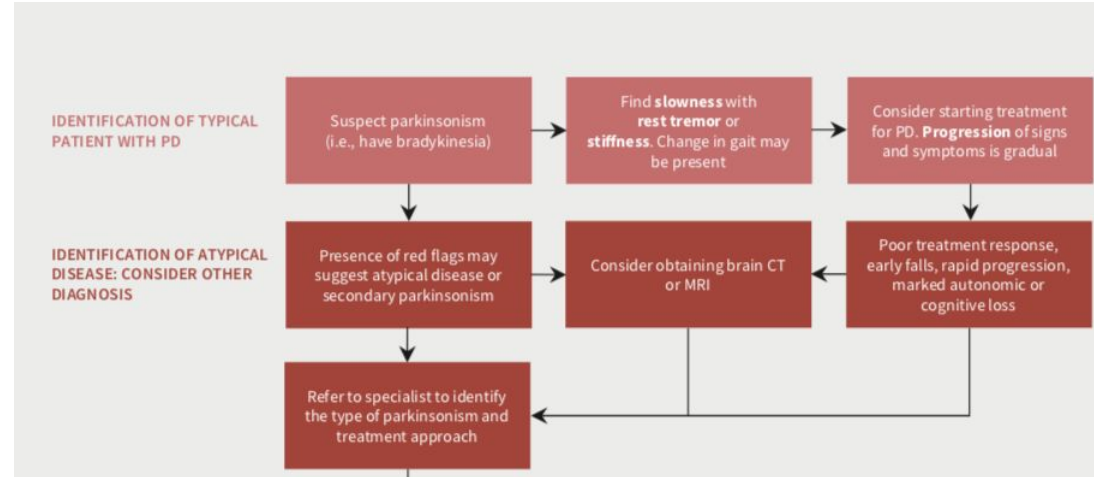 IDENTIFICATION OF TYPICAL
PATIENT WITH PD
Suspect parkinsonism
(i.e., have bradykinesia)
Find slowness with
rest tremor or
stiffness. Change in gait may
be present
Consider starting treatment
for PD. Progression of signs
and symptoms is gradual
IDENTIFICATION OF ATYPICAL
DISEASE: CONSIDER OTHER
DIAGNOSIS
Presence of red flags may
suggest atypical disease or
secondary parkinsonism
Consider obtaining brain CT
or MRI
Poor treatment response,
early falls, rapid progression,
marked autonomic or
cognitive loss
Refer to specialist to identify
the type of parkinsonism and
treatment approach